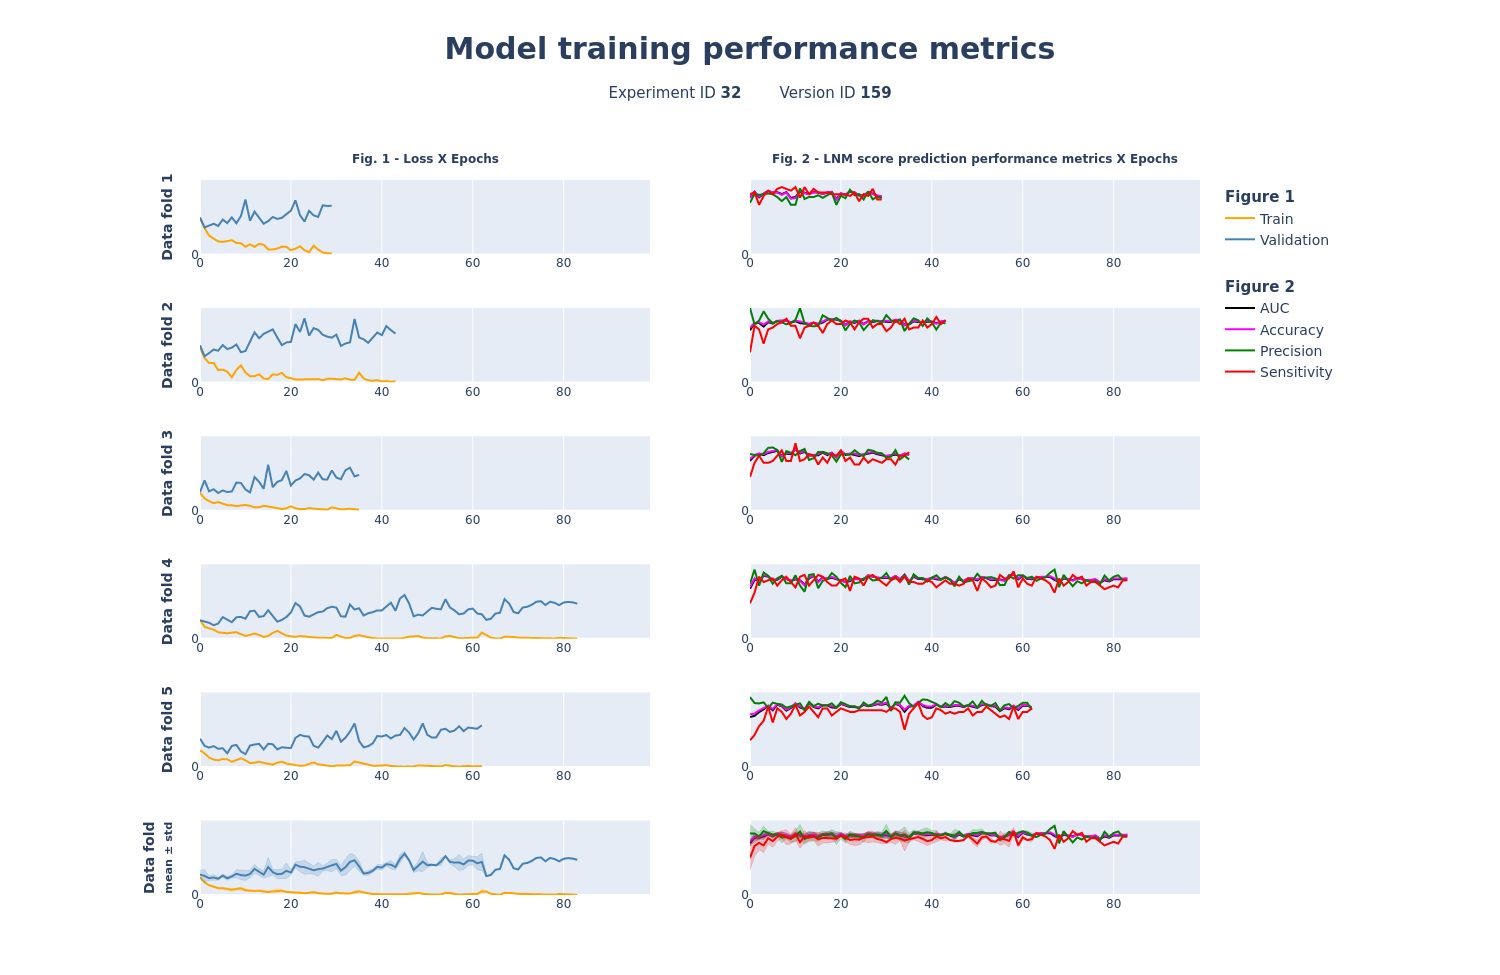 Model training performance metrics
Experiment ID 32 Version ID 159
Fig. 1 - Loss X Epochs
Fig. 2 - LNM score prediction performance metrics X Epochs
Data fold 1
0
0 20 40 60 80
0
0 20 40 60 80
Figure 1
Train
Validation
Figure 2
AUC
Accuracy
Precision
Sensitivity
Data fold 2
0
0 20 40 60 80
0
0 20 40 60 80
Data fold 3
0
0 20 40 60 80
0
0 20 40 60 80
Data fold 4
0
0 20 40 60 80
0
0 20 40 60 80
Data fold 5
0
0 20 40 60 80
0
0 20 40 60 80
Data fold
mean ± std
0
0 20 40 60 80
0
0 20 40 60 80